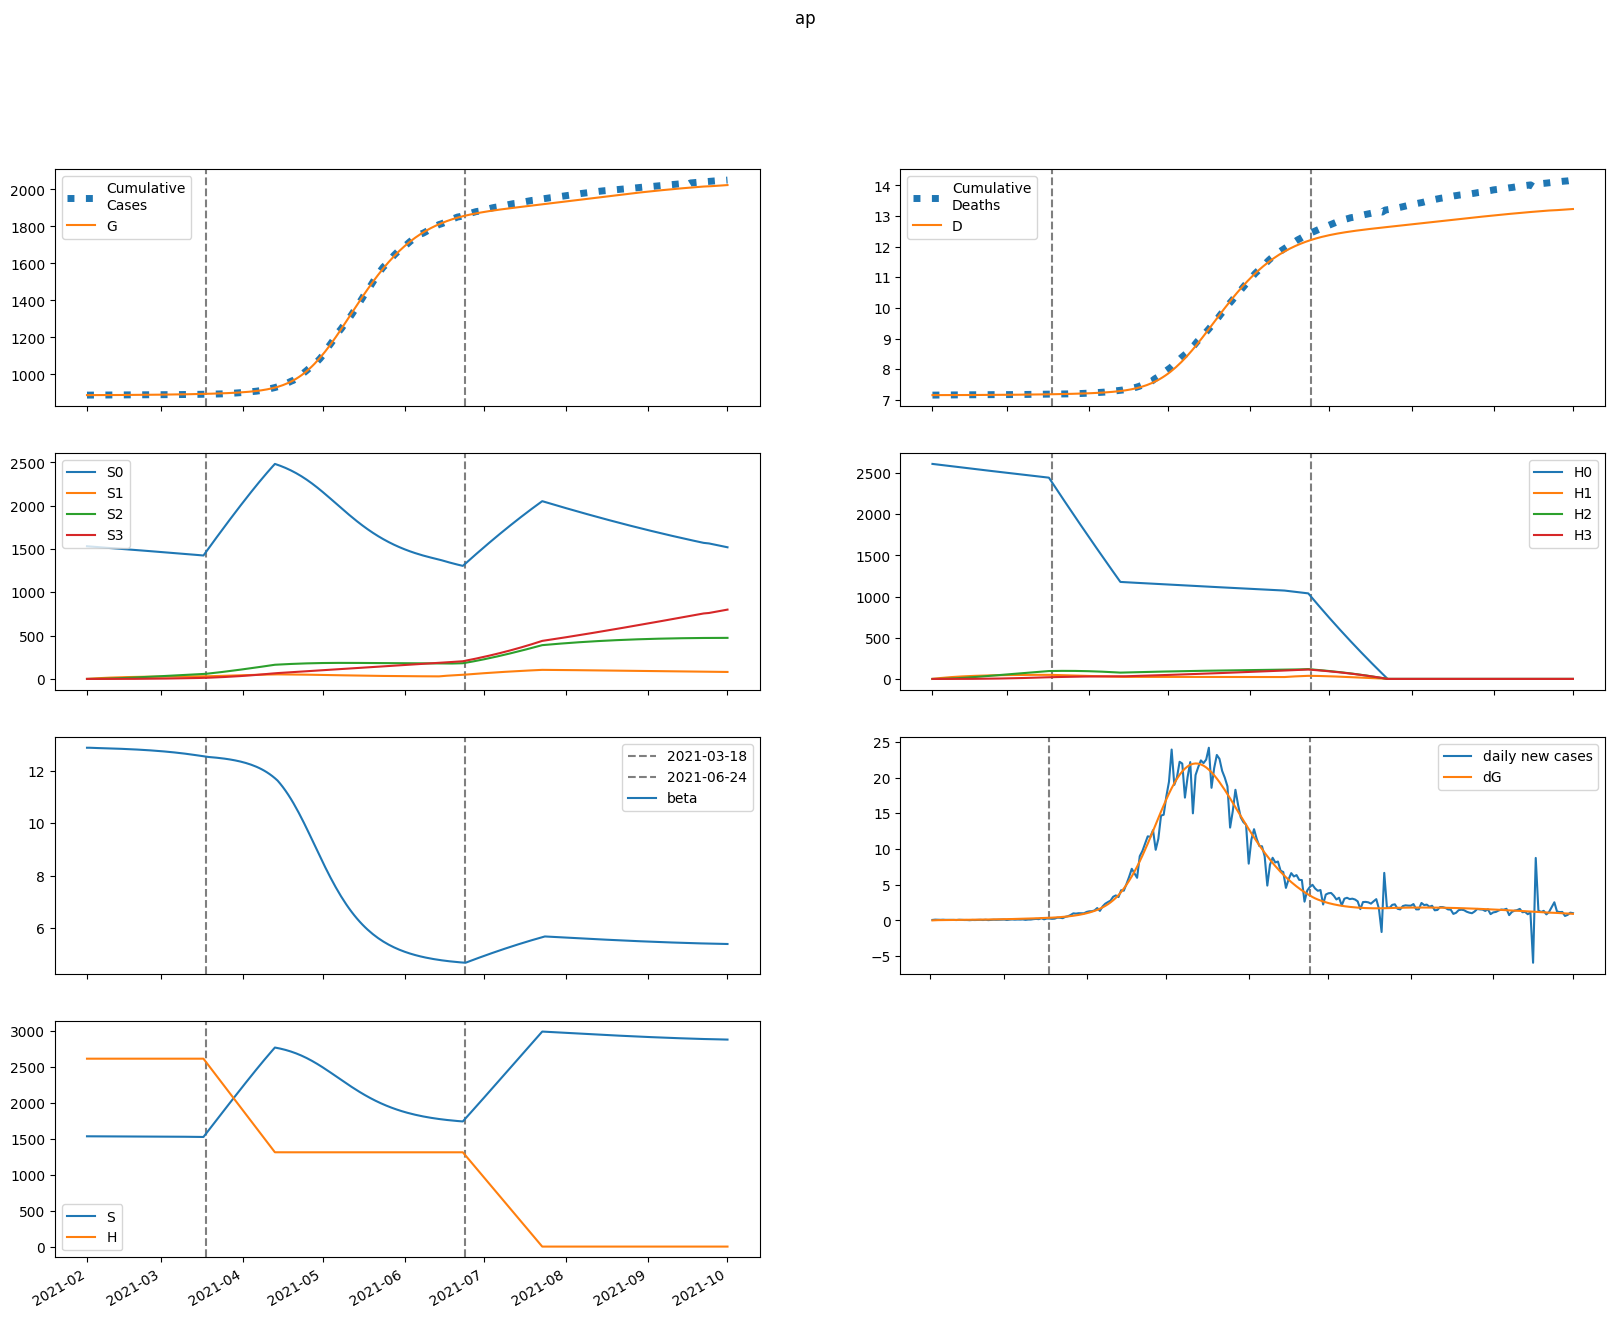 ap
Cumulative
Cases
G
2000
1800
1600
1400
1200
1000
Cumulative
Deaths
D
14
13
12
11
10
9
8
7
S0
S1
S2
S3
2500
2000
1500
1000
500
0
H0
H1
H2
H3
2500
2000
1500
1000
500
0
2021-03-18
2021-06-24
beta
12
10
8
6
daily new cases
dG
25
20
15
10
5
0
−5
S
H
3000
2500
2000
1500
1000
500
0
2021-02
2021-03
2021-04
2021-05
2021-06
2021-07
2021-08
2021-09
2021-10